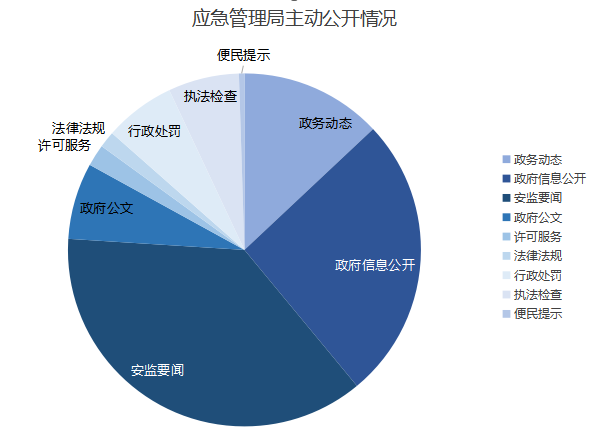 应急管理局主动公开情况
便民提示
执法检查
政务动态
法律法规
行政处罚
许可服务
政府公文
政府信息公开
安监要闻
政务动态
政府信息公开
安监要闻
政府公文
许可服务
法律法规
行政处罚
执法检查
便民提示